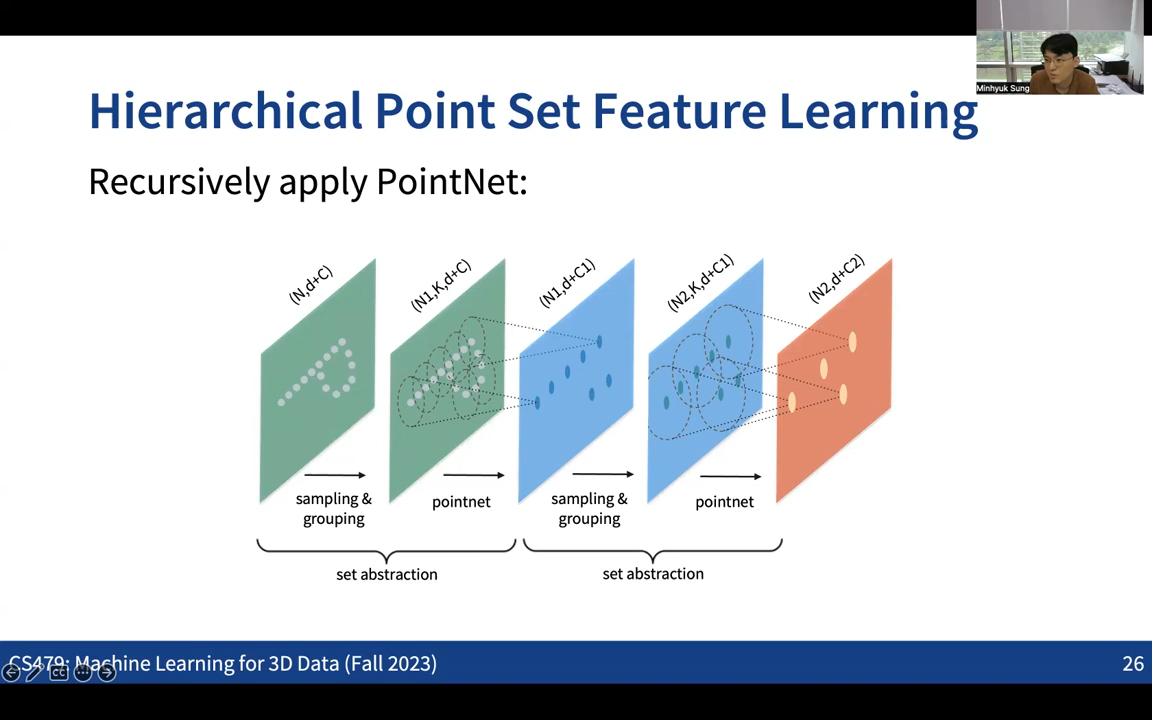 Minhyuk Sung
Hierarchical Point Set Feature Learning
Recursively apply PointNet:
(N,d+C)
(N1,K,d+C)
(N1,d+C1)
(N2,K,d+C1)
(N2,d+C2)
sampling &
grouping
pointnet
sampling &
grouping
pointnet
set abstraction
set abstraction
CS479: Machine Learning for 3D Data (Fall 2023)
CC
26